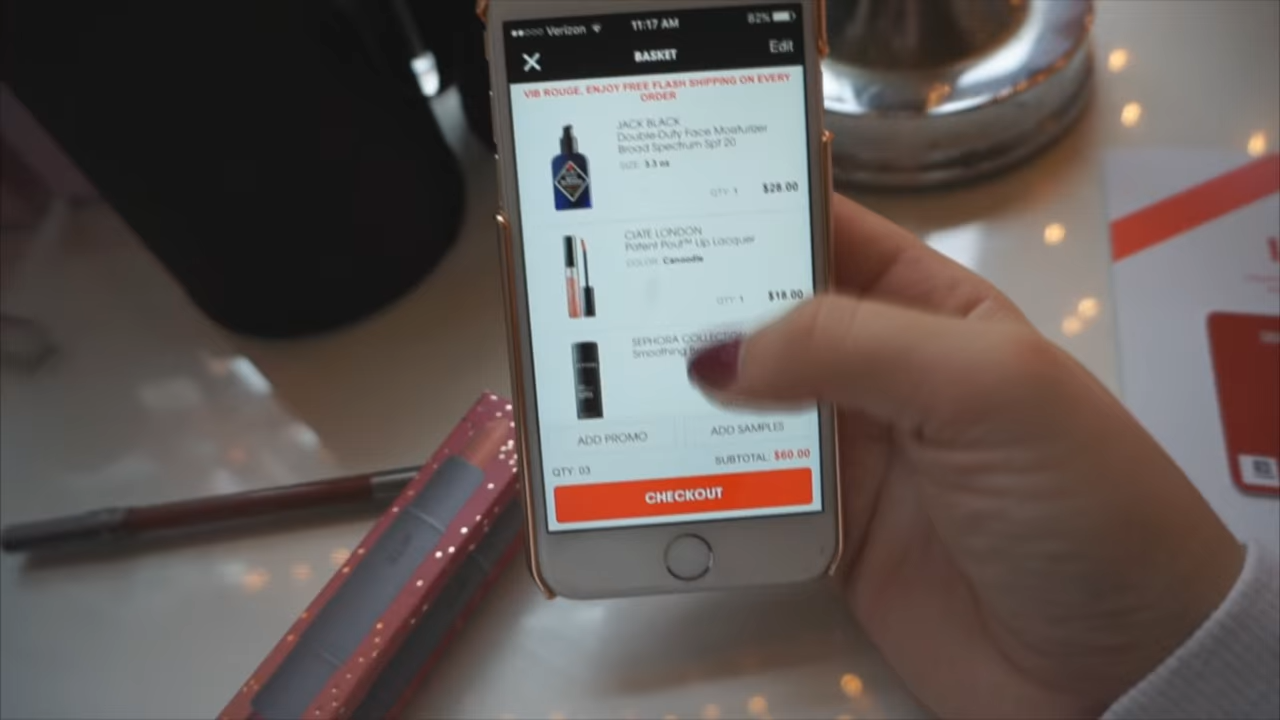 Verizon 11:17 AM 82%
BASKET Edit
VIB ROUGE, ENJOY FREE FLASH SHIPPING ON EVERY
ORDER
JACK BLACK
Double-Duty Face Moisturizer
Broad Spectrum Spf 20
SIZE: 3.3 oz
QTY: 1 $28.00
CIATE LONDON
Patent Pout™ Lip Lacquer
COLOR: Canoodle
QTY: 1 $18.00
SEPHORA COLLECTION
Smoothing
ADD PROMO ADD SAMPLES
QTY: 03 SUBTOTAL: $60.00
CHECKOUT